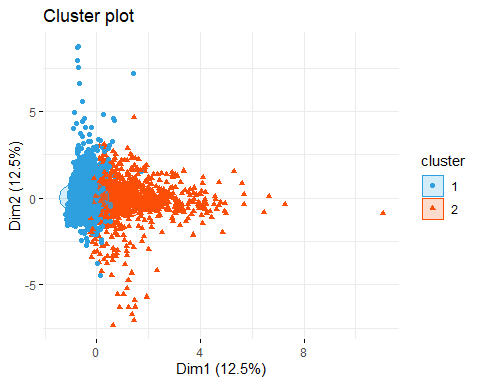 Cluster plot
5
0
-5
Dim2 (12.5%)
0
4
8
Dim1 (12.5%)
cluster
1
2